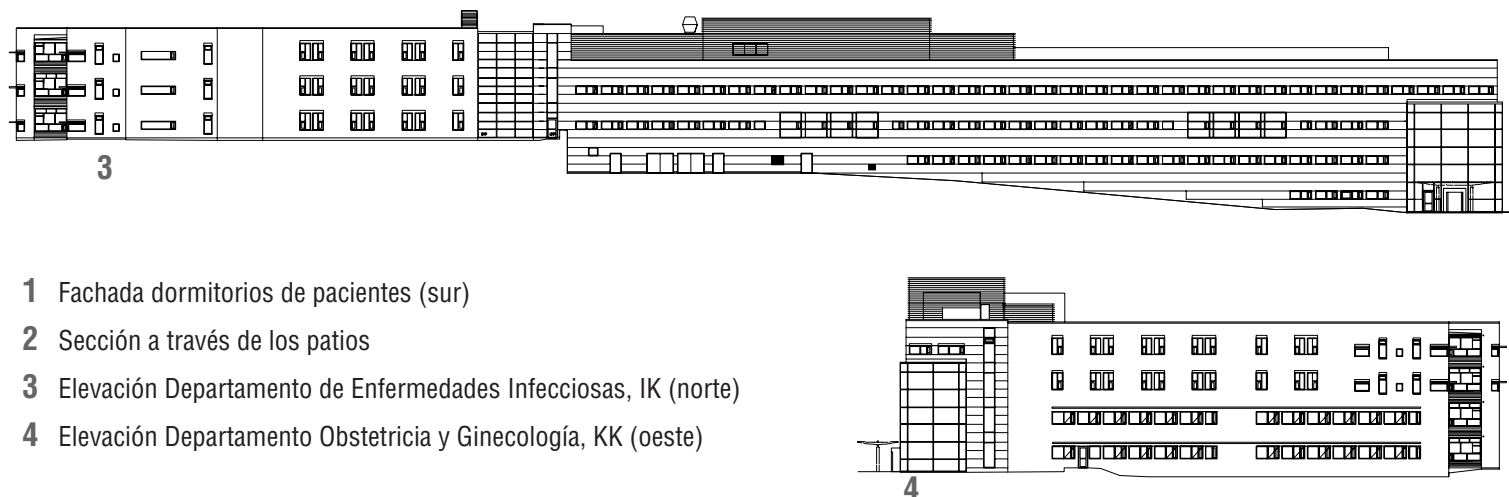 3
1 Fachada dormitorios de pacientes (sur)
2 Sección a través de los patios
3 Elevación Departamento de Enfermedades Infecciosas, IK (norte)
4 Elevación Departamento Obstetricia y Ginecología, KK (oeste)
4